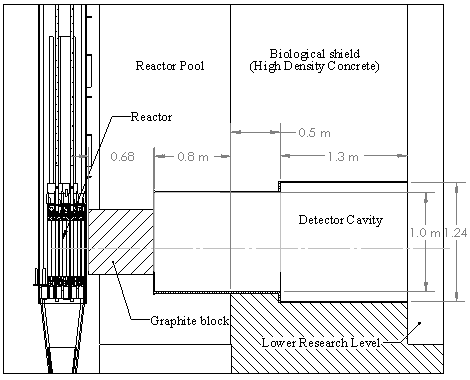 Biological shield
Reactor Pool
(High Density Concrete)
Reactor
0.5 m
0.68
0.8 m
1.3 m
Detector Cavity
1.0 m
1.24
Graphite block
Lower Research Level